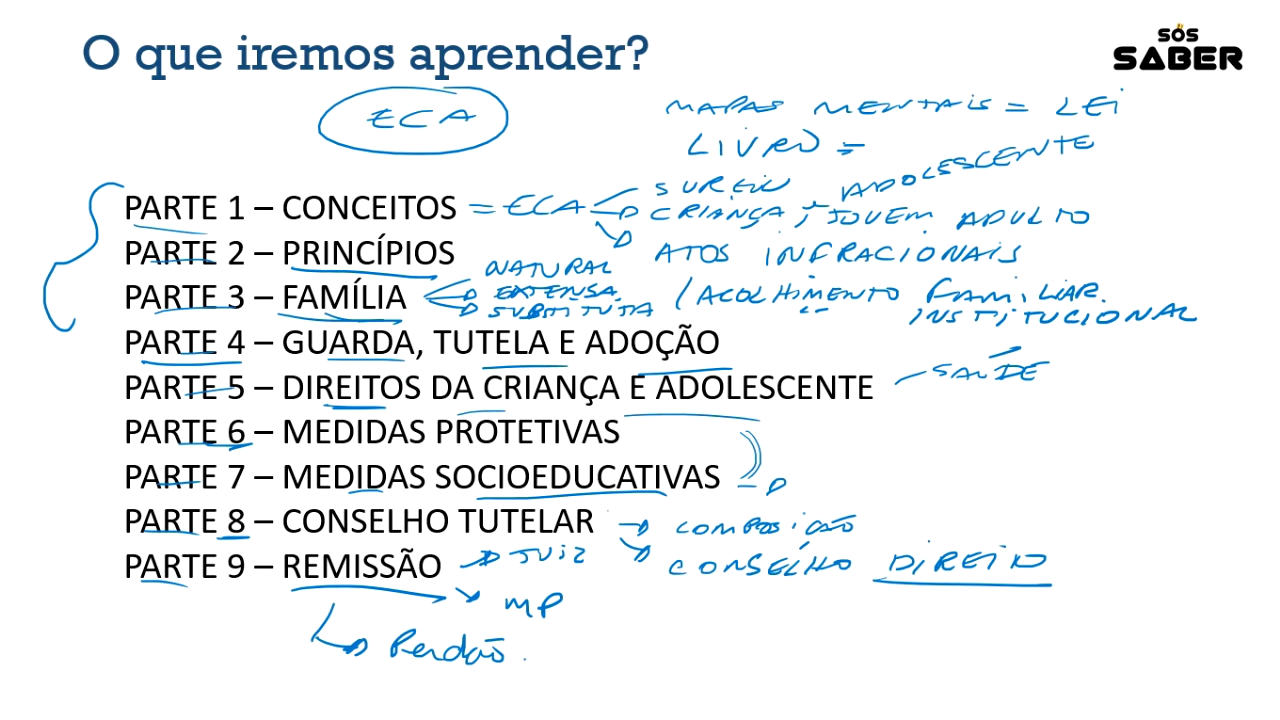 O que iremos aprender?
SÓS
SABER
ECA
MAPAS MENTAIS = LEI
LIVRO =
PARTE 1 – CONCEITOS = ECA
CRIANÇA, ADOLESCENTE
JOVEM ADULTO
ATOS INFRACIONAIS
PARTE 2 – PRINCÍPIOS
PARTE 3 – FAMÍLIA
NATURAL
EXTENSA
SUBSTITUTA
(ACOLHIMENTO FAMILIAR.
INSTITUCIONAL
PARTE 4 – GUARDA, TUTELA E ADOÇÃO
PARTE 5 – DIREITOS DA CRIANÇA E ADOLESCENTE SAÚDE
PARTE 6 – MEDIDAS PROTETIVAS
PARTE 7 – MEDIDAS SOCIOEDUCATIVAS
PARTE 8 – CONSELHO TUTELAR COMPOSIÇÃO
CONSELHO DIREITO
PARTE 9 – REMISSÃO JUIZ
MP
Perdão.